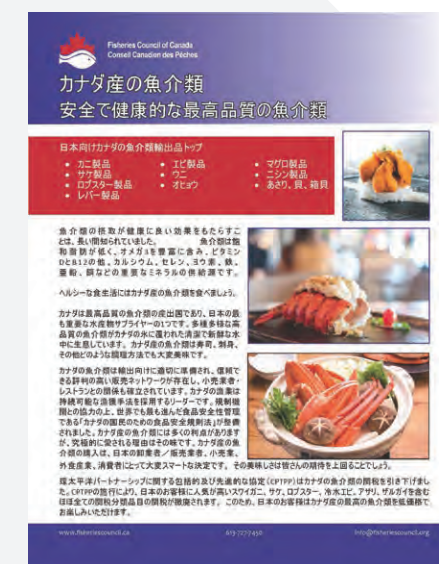 Fisheries Council of Canada
Conseil Canadien des Pêches
カナダ産の魚介類
安全で健康的な最高品質の魚介類
日本向けカナダの魚介類輸出品トップ
• カニ製品
• サケ製品
• ロブスター製品
• レバー製品
• エビ製品
• ウニ
• オヒョウ
• マグロ製品
• ニシン製品
• あさり、貝、箱貝
魚介類の摂取が健康に良い効果をもたらすこ
とは、長い間知られていました。 魚介類は飽
和脂肪が低く、オメガ3を豊富に含み、ビタミン
DとB12の他、カルシウム、セレン、ヨウ素、鉄、
亜鉛、銅などの重要なミネラルの供給源です。
ヘルシーな食生活にはカナダ産の魚介類を食べましょう。
カナダは最高品質の魚介類の産出国であり、日本の最
も重要な水産物サプライヤーの1つです。多種多様な高
品質の魚介類がカナダの氷に覆われた清潔で新鮮な水
中に生息しています。カナダ産の魚介類は寿司、刺身、
その他どのような調理方法でも大変美味です。
カナダの魚介類は輸出向けに適切に準備され、信頼で
きる評判の高い販売ネットワークが存在し、小売業者・
レストランとの関係も確立されています。カナダの漁業は
持続可能な漁獲手法を採用するリーダーです。規制機
関との協力の上、世界でも最も進んだ食品安全性管理
である「カナダの国民のための食品安全規則法」が整備
されました。カナダ産の魚介類には多くの利点があります
が、究極的に愛される理由はその味です。カナダ産の魚
介類の購入は、日本の卸業者／販売業者、小売業、
外食産業、消費者にとって大変スマートな決定です。その美味しさは皆さんの期待を上回ることでしょう。
環太平洋パートナーシップに関する包括的及び先進的な協定(CPTPP)はカナダの魚介類の関税を引き下げまし
た。CPTPPの施行により、日本のお客様に人気が高いスワイガニ、サケ、ロブスター、冷水エビ、アサリ、ザルガイを含む
ほぼ全ての関税分類品目の関税が撤廃されます。このため、日本のお客様はカナダ産の最高の魚介類を低価格で
お楽しみいただけます。
www.fisheriescouncil.ca
info@fisheriescouncil.org